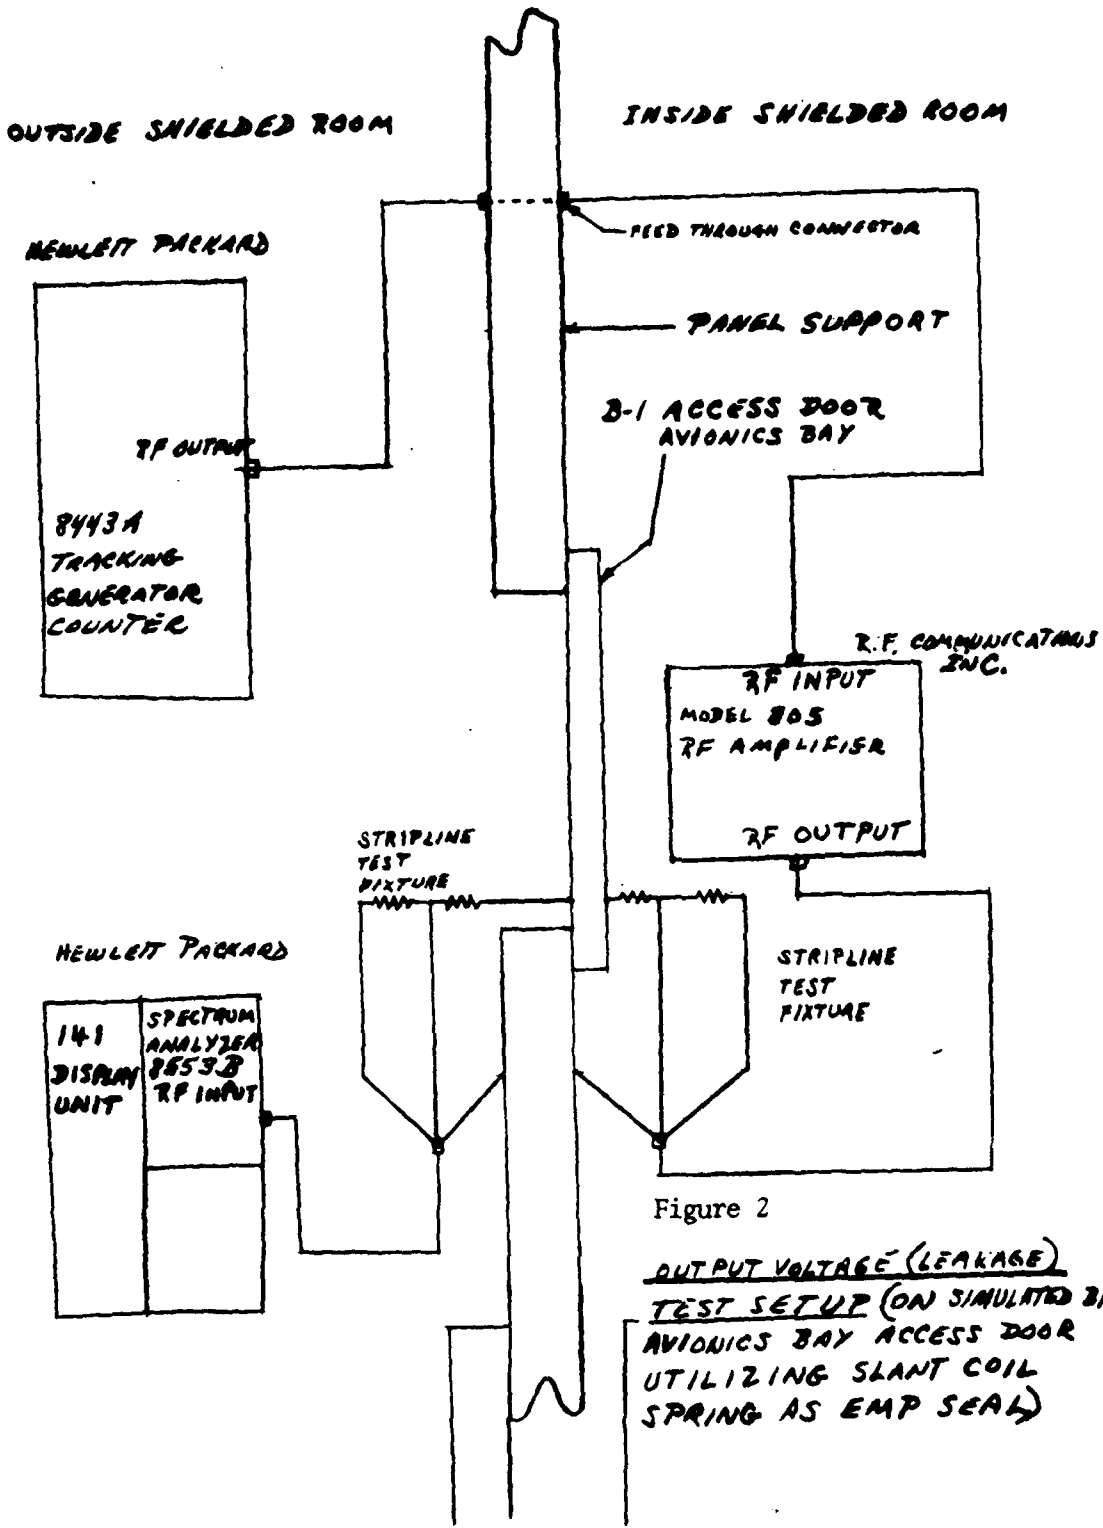 OUTSIDE SHIELDED ROOM
INSIDE SHIELDED ROOM
FEED THROUGH CONNECTOR
HEWLETT PACKARD
PANEL SUPPORT
B-1 ACCESS DOOR
AVIONICS BAY
RF OUTPUT
8443A
TRACKING
GENERATOR
COUNTER
R.F. COMMUNICATIONS
INC.
RF INPUT
MODEL 805
RF AMPLIFIER
RF OUTPUT
STRIPLINE
TEST
FIXTURE
HEWLETT PACKARD
STRIPLINE
TEST
FIXTURE
141
DISPLAY
UNIT
SPECTRUM
ANALYZER
8553B
RF INPUT
Figure 2
OUTPUT VOLTAGE (LEAKAGE)
TEST SETUP (ON SIMULATED
AVIONICS BAY ACCESS DOOR
UTILIZING SLANT COIL
SPRING AS EMP SEAL)